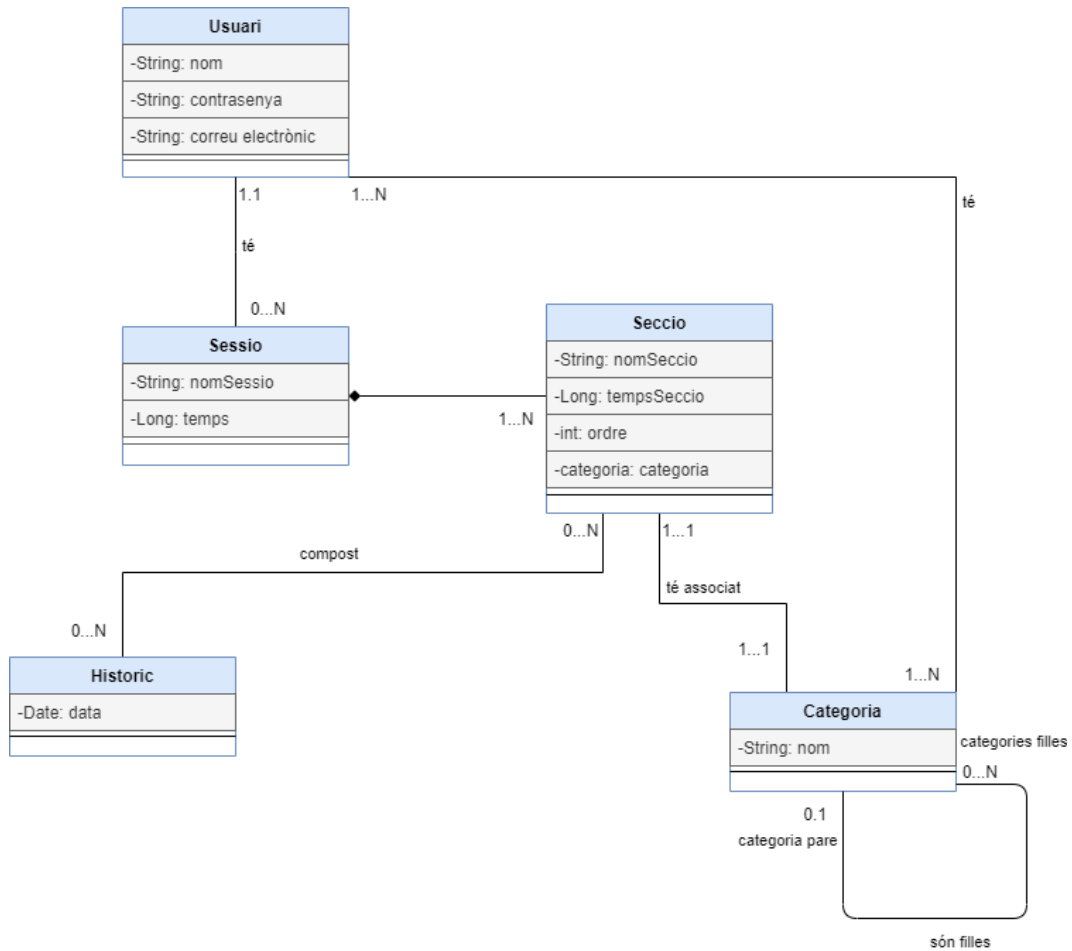 Usuari
-String: nom
-String: contrasenya
-String: correu electrònic
1.1
1...N
té
té
0...N
Sessio
-String: nomSessio
-Long: temps
1...N
Seccio
-String: nomSeccio
-Long: tempsSeccio
-int: ordre
-categoria: categoria
0...N
1...1
compost
té associat
0...N
1...1
1...N
Historic
-Date: data
Categoria
-String: nom
categories filles
0...N
0.1
categoria pare
són filles